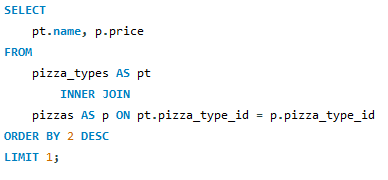 SELECT
    pt.name, p.price
FROM
    pizza_types AS pt
        INNER JOIN
    pizzas AS p ON pt.pizza_type_id = p.pizza_type_id
ORDER BY 2 DESC
LIMIT 1;